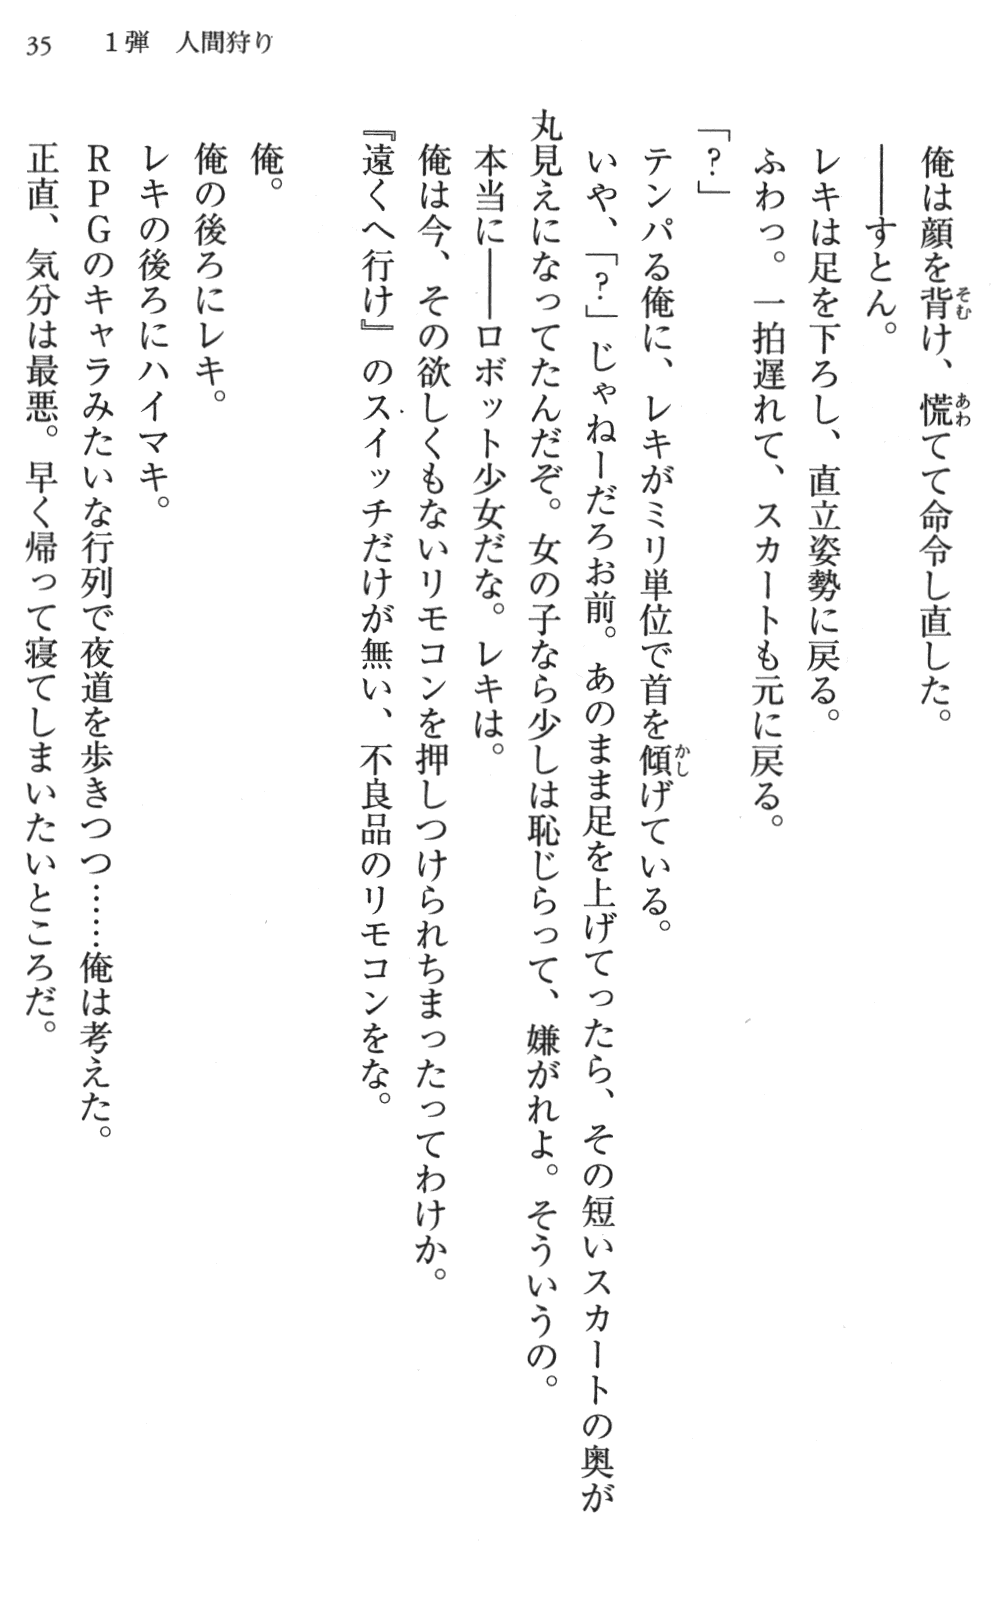 35　１弾　人間狩り
俺は顔を背け、慌てて命令し直した。
――すとん。
レキは足を下ろし、直立姿勢に戻る。
ふわっ。一拍遅れて、スカートも元に戻る。
「？」
テンパる俺に、レキがミリ単位で首を傾げている。
いや、「？」じゃねーだろお前。あのまま足を上げてったら、その短いスカートの奥が
丸見えになってたんだぞ。女の子なら少しは恥じらって、嫌がれよ。そういうの。
本当に――ロボット少女だな。レキは。
俺は今、その欲しくもないリモコンを押しつけられちまったってわけか。
『遠くへ行け』のスイッチだけが無い、不良品のリモコンをな。
俺。
俺の後ろにレキ。
レキの後ろにハイマキ。
ＲＰＧのキャラみたいな行列で夜道を歩きつつ……俺は考えた。
正直、気分は最悪。早く帰って寝てしまいたいところだ。